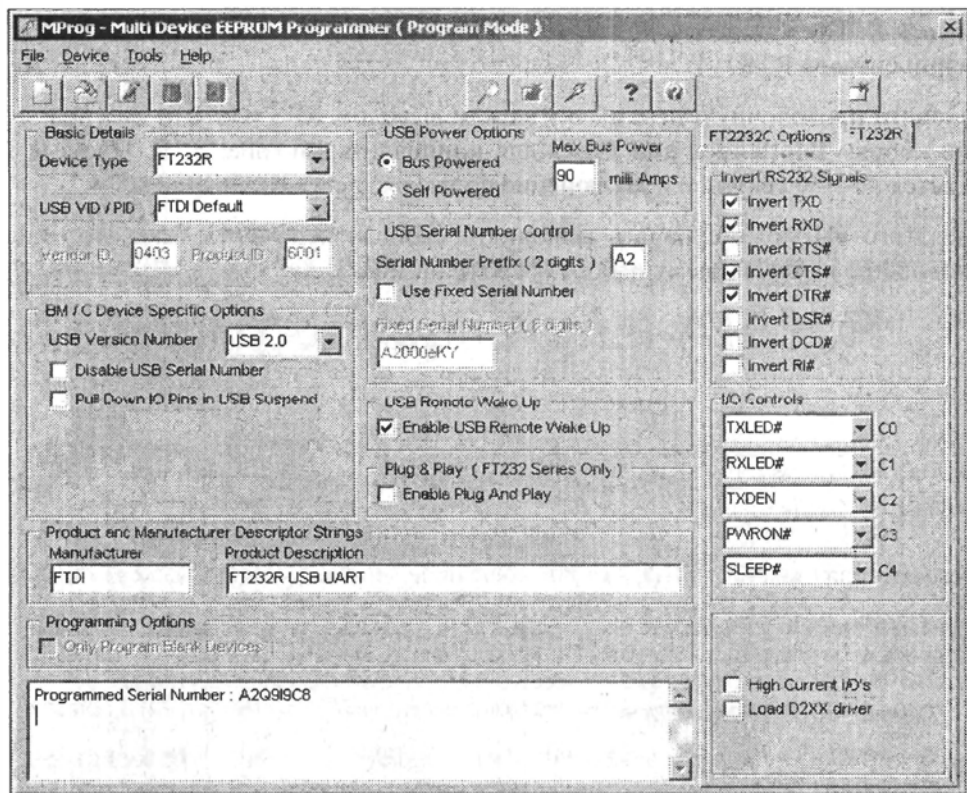 MProg - Multi Device EEPROM Programmer ( Program Mode )
File Device Tools Help
Basic Details
Device Type FT232R
USB VID / PID FTDI Default
Vendor ID 0403 Product ID 6001
BM / C Device Specific Options
USB Version Number USB 2.0
Disable USB Serial Number
Pull Down IO Pins in USB Suspend
USB Power Options
Bus Powered
Self Powered
Max Bus Power
90 milli Amps
USB Serial Number Control
Serial Number Prefix ( 2 digits ) A2
Use Fixed Serial Number
Fixed Serial Number ( 8 digits )
A2000eKY
USB Remote Wake Up
Enable USB Remote Wake Up
Plug & Play ( FT232 Series Only )
Enable Plug And Play
Product and Manufacturer Descriptor Strings
Manufacturer Product Description
FTDI FT232R USB UART
Programming Options
Only Program Blank Devices
Programmed Serial Number : A2Q9I9C8
FT2232C Options FT232R
Invert RS232 Signals
Invert TXD
Invert RXD
Invert RTS#
Invert CTS#
Invert DTR#
Invert DSR#
Invert DCD#
Invert RI#
I/O Controls
TXLED# C0
RXLED# C1
TXDEN C2
PWRON# C3
SLEEP# C4
High Current I/O's
Load D2XX driver